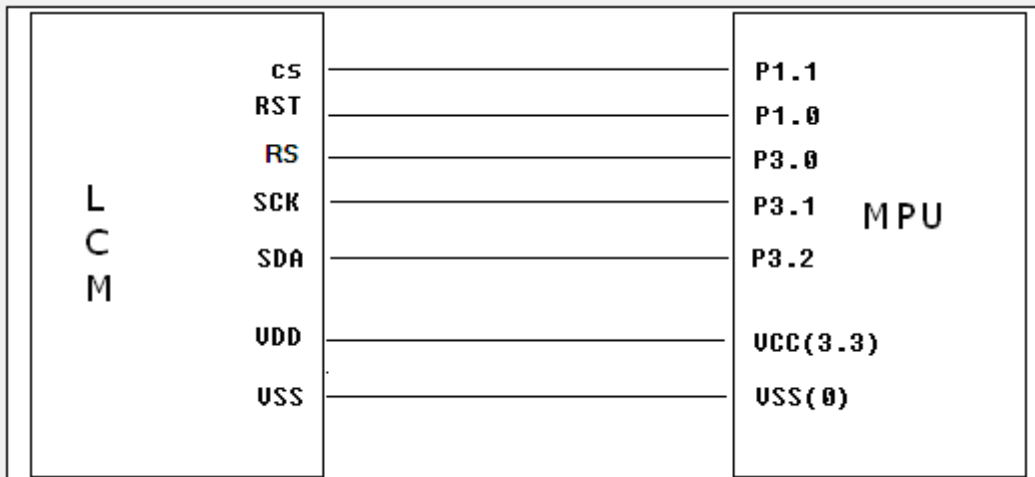 cs P1.1
RST P1.0
RS P3.0
SCK P3.1
SDA P3.2
VDD VCC(3.3)
VSS VSS(0)
L
C
M
MPU